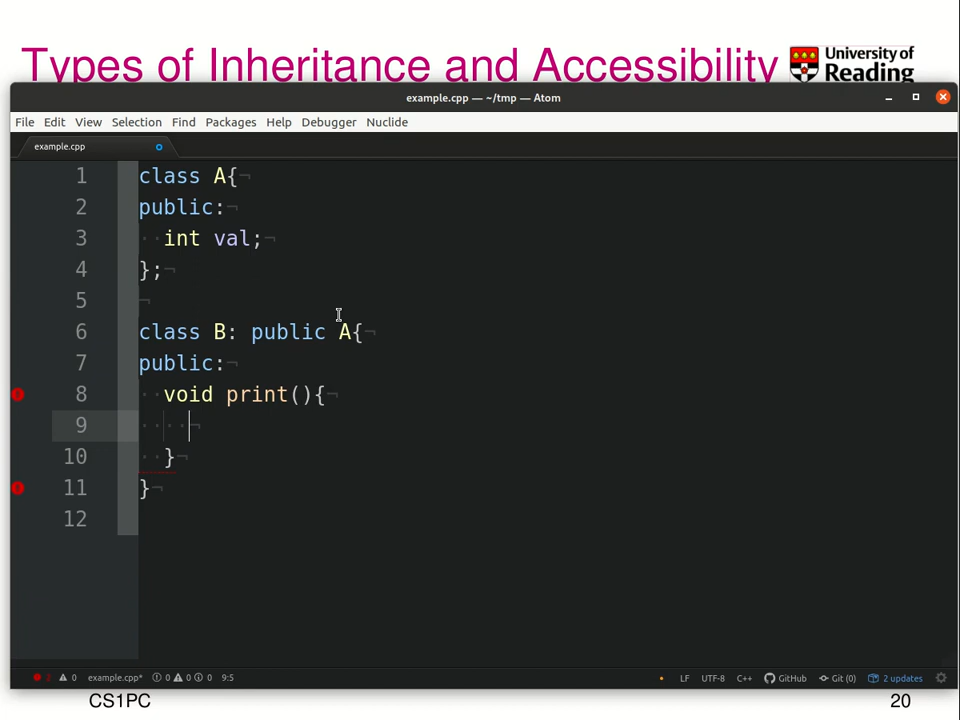 Types of Inheritance and Accessibility
University of
Reading
example.cpp — ~/tmp — Atom
File Edit View Selection Find Packages Help Debugger Nuclide
example.cpp
1 class A{
2 public:
3 int val;
4 };
5
6 class B: public A{
7 public:
8 void print(){
9
10 }
11 }
12
0 example.cpp* 0 0 0 9:5 LF UTF-8 C++ GitHub Git (0) 2 updates
CS1PC 20